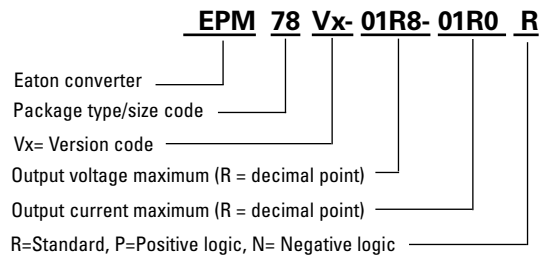 EPM 78 Vx- 01R8- 01R0 R
Eaton converter
Package type/size code
Vx= Version code
Output voltage maximum (R = decimal point)
Output current maximum (R = decimal point)
R=Standard, P=Positive logic, N= Negative logic